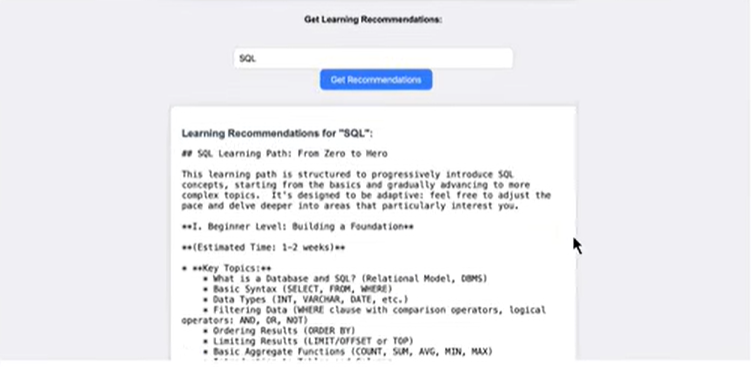 Get Learning Recommendations:
SQL
Get Recommendations
Learning Recommendations for "SQL":
## SQL Learning Path: From Zero to Hero
This learning path is structured to progressively introduce SQL
concepts, starting from the basics and gradually advancing to more
complex topics.  It's designed to be adaptive: feel free to adjust the
pace and delve deeper into areas that particularly interest you.
**I. Beginner Level: Building a Foundation**
**(Estimated Time: 1-2 weeks)**
* **Key Topics:**
* What is a Database and SQL? (Relational Model, DBMS)
* Basic Syntax (SELECT, FROM, WHERE)
* Data Types (INT, VARCHAR, DATE, etc.)
* Filtering Data (WHERE clause with comparison operators, logical
operators: AND, OR, NOT)
* Ordering Results (ORDER BY)
* Limiting Results (LIMIT/OFFSET or TOP)
* Basic Aggregate Functions (COUNT, SUM, AVG, MIN, MAX)